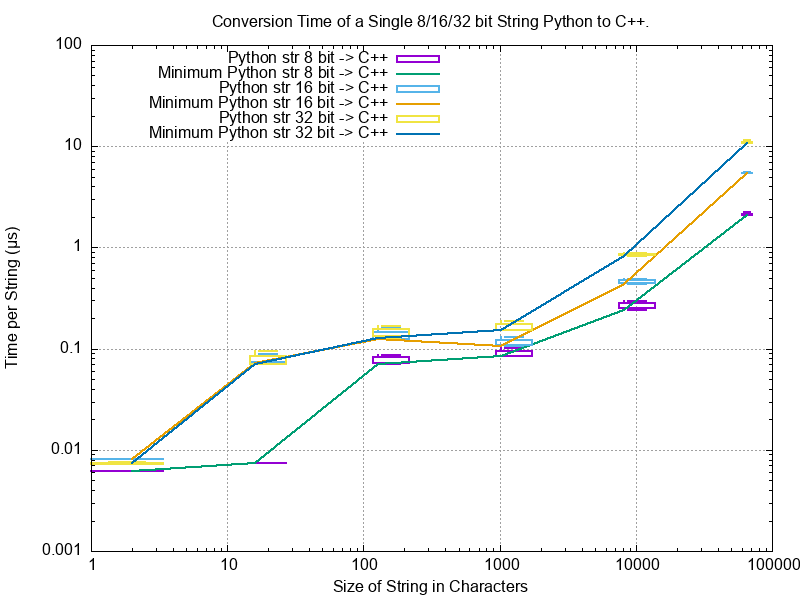 Conversion Time of a Single 8/16/32 bit String Python to C++.
Python str 8 bit -> C++
Minimum Python str 8 bit -> C++
Python str 16 bit -> C++
Minimum Python str 16 bit -> C++
Python str 32 bit -> C++
Minimum Python str 32 bit -> C++
100
10
1
0.1
0.01
0.001
Time per String (µs)
1
10
100
1000
10000
100000
Size of String in Characters